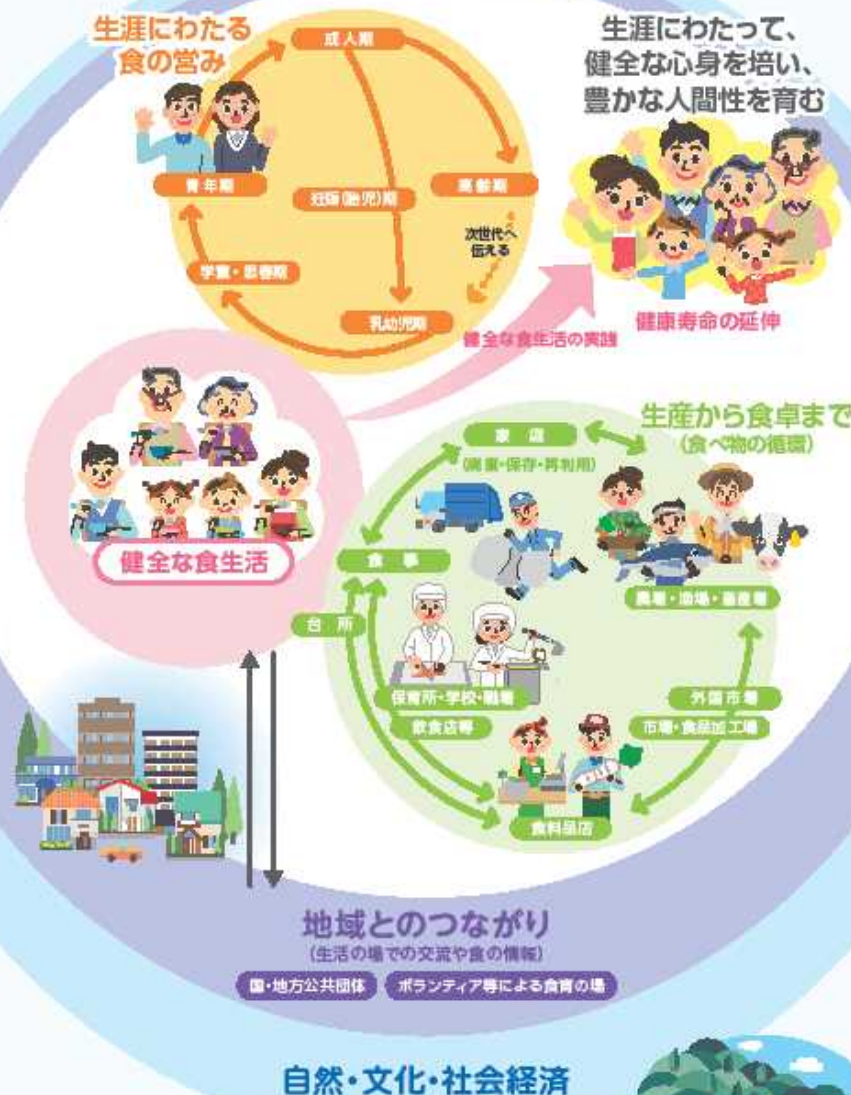 生涯にわたる
食の営み
成人期
青年期
妊娠(胎児)期
高齢期
次世代へ
伝える
学童・思春期
乳幼児期
生涯にわたって、
健全な心身を培い、
豊かな人間性を育む
健康寿命の延伸
健全な食生活の実践
健全な食生活
生産から食卓まで
(食べ物の循環)
家庭
(廃棄・保存・再利用)
食事
農場・漁場・畜産場
台所
保育所・学校・職場
飲食店等
外国市場
市場・食品加工場
食料品店
地域とのつながり
(生活の場での交流や食の情報)
国・地方公共団体
ボランティア等による食育の場
自然・文化・社会経済